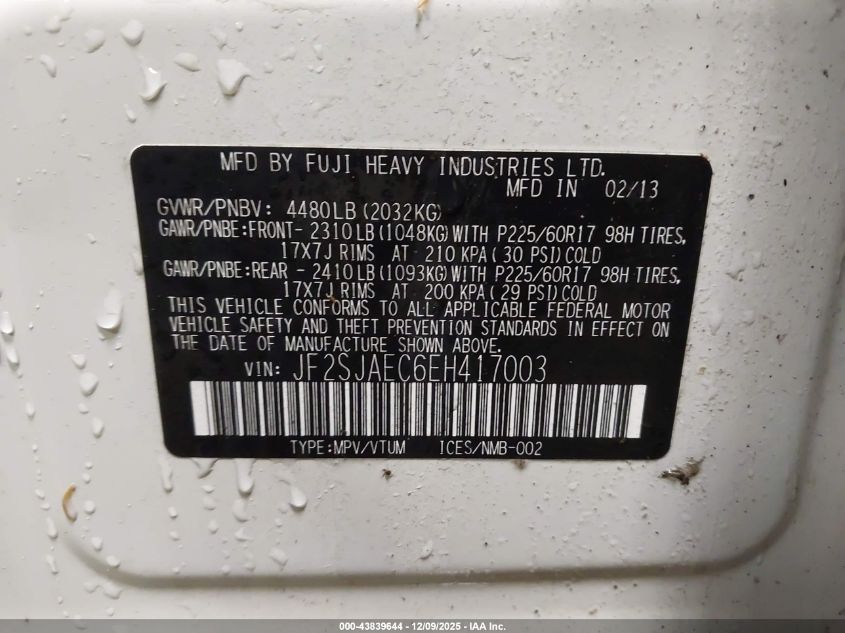 MFD BY FUJI HEAVY INDUSTRIES LTD.
MFD IN 02/13
GVWR/PNBV: 4480LB(2032KG)
GAWR/PNBE:FRONT- 2310LB(1048KG)WITH P225/60R17 98H TIRES,
17X7J RIMS AT 210 KPA(30 PSI)COLD
GAWR/PNBE:REAR - 2410LB(1093KG)WITH P225/60R17 98H TIRES,
17X7J RIMS AT 200 KPA(29 PSI)COLD
THIS VEHICLE CONFORMS TO ALL APPLICABLE FEDERAL MOTOR
VEHICLE SAFETY AND THEFT PREVENTION STANDARDS IN EFFECT ON
THE DATE OF MANUFACTURE SHOWN ABOVE.
VIN: JF2SJAEC6EH417003
TYPE:MPV/VTUM ICES/NMB-002
000-43839644 - 12/09/2025 - IAA Inc.